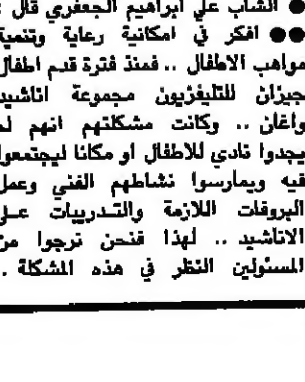 ● الشاب علي ابراهيم الجعفري قال :
●● افكر في امكانية رعاية وتنمية
مواهب الاطفال .. فمنذ فترة قدم اطفال
جيزان للتليفزيون مجموعة اناشيد
واغان .. وكانت مشكلتهم انهم لم
يجدوا نادي للاطفال او مكانا ليجتمعوا
فيه ويمارسوا نشاطهم الفني وعمل
البروفات اللازمة والتدريبات على
الاناشيد .. لهذا فنحن نرجوا من
المسئولين النظر في هذه المشكلة .